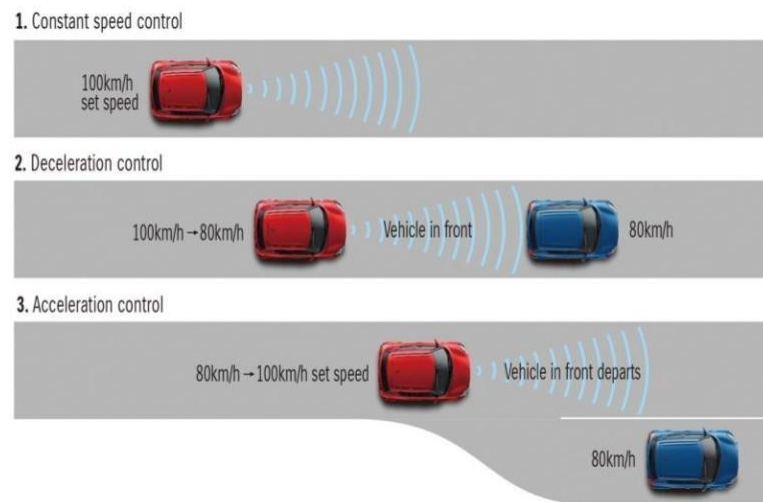 1. Constant speed control
100km/h
set speed
2. Deceleration control
100km/h→80km/h
Vehicle in front
80km/h
3. Acceleration control
80km/h→100km/h set speed
Vehicle in front departs
80km/h